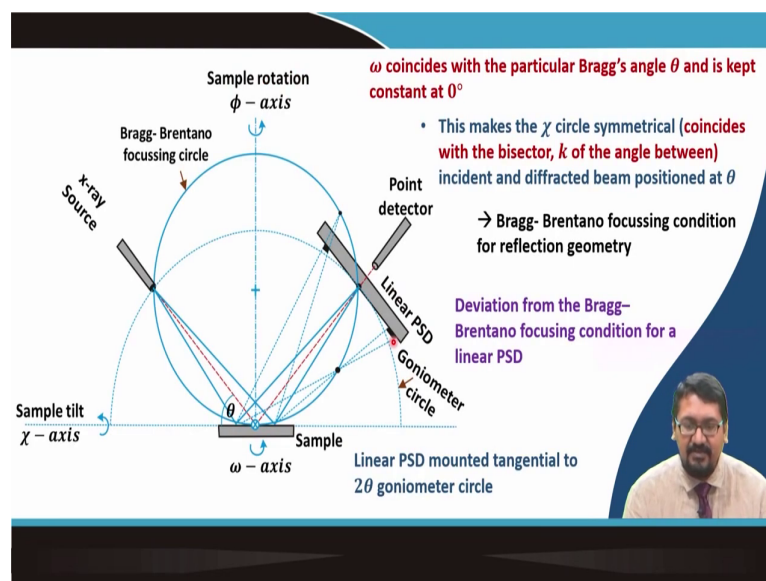 ω coincides with the particular Bragg's angle θ and is kept
constant at 0°
• This makes the χ circle symmetrical (coincides
with the bisector, k of the angle between)
incident and diffracted beam positioned at θ
→ Bragg- Brentano focussing condition
for reflection geometry
Deviation from the Bragg–
Brentano focusing condition for a
linear PSD
Sample rotation
ϕ – axis
Bragg- Brentano
focussing circle
x-ray
Source
Point
detector
Linear PSD
Goniometer
circle
θ
Sample tilt
χ – axis
Sample
ω – axis
Linear PSD mounted tangential to
2θ goniometer circle